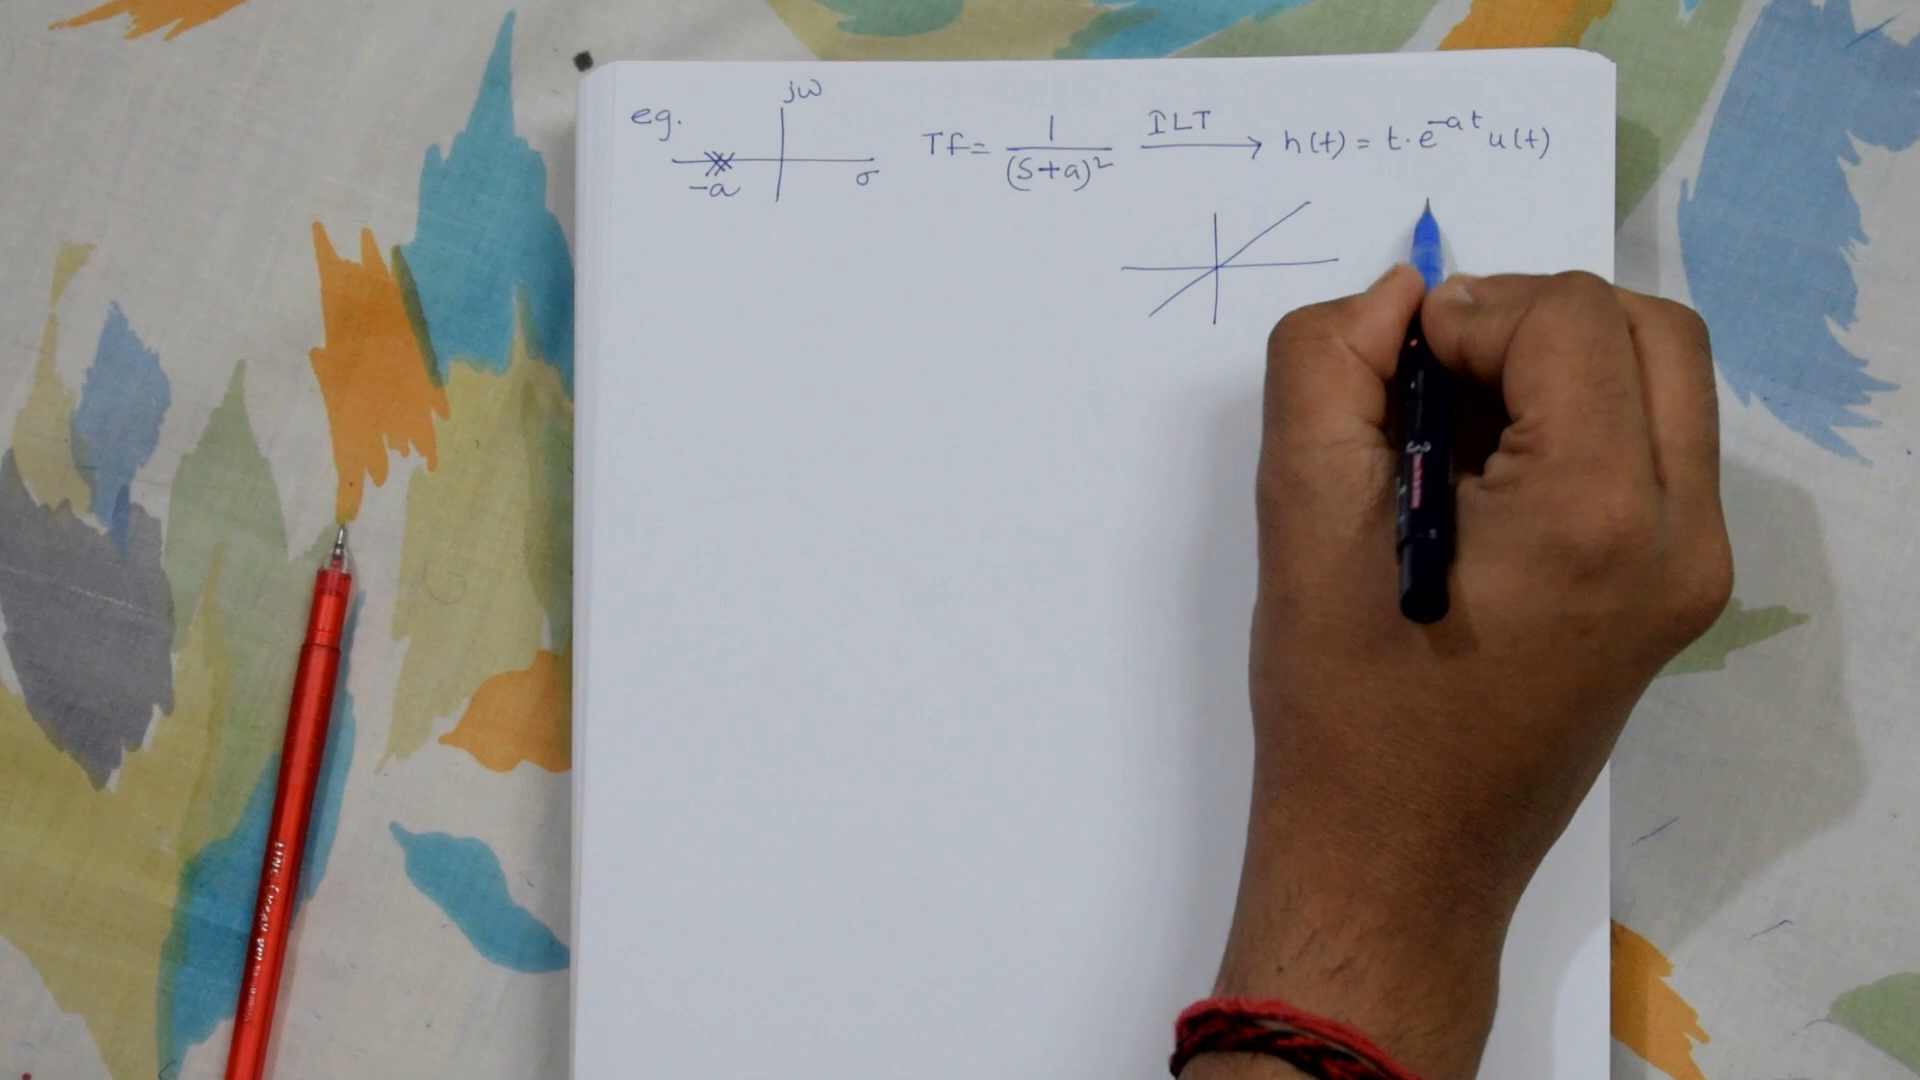 eg.
jω
-a
σ
Tf = 1/(S+a)² ILT → h(t) = t·e^-at u(t)